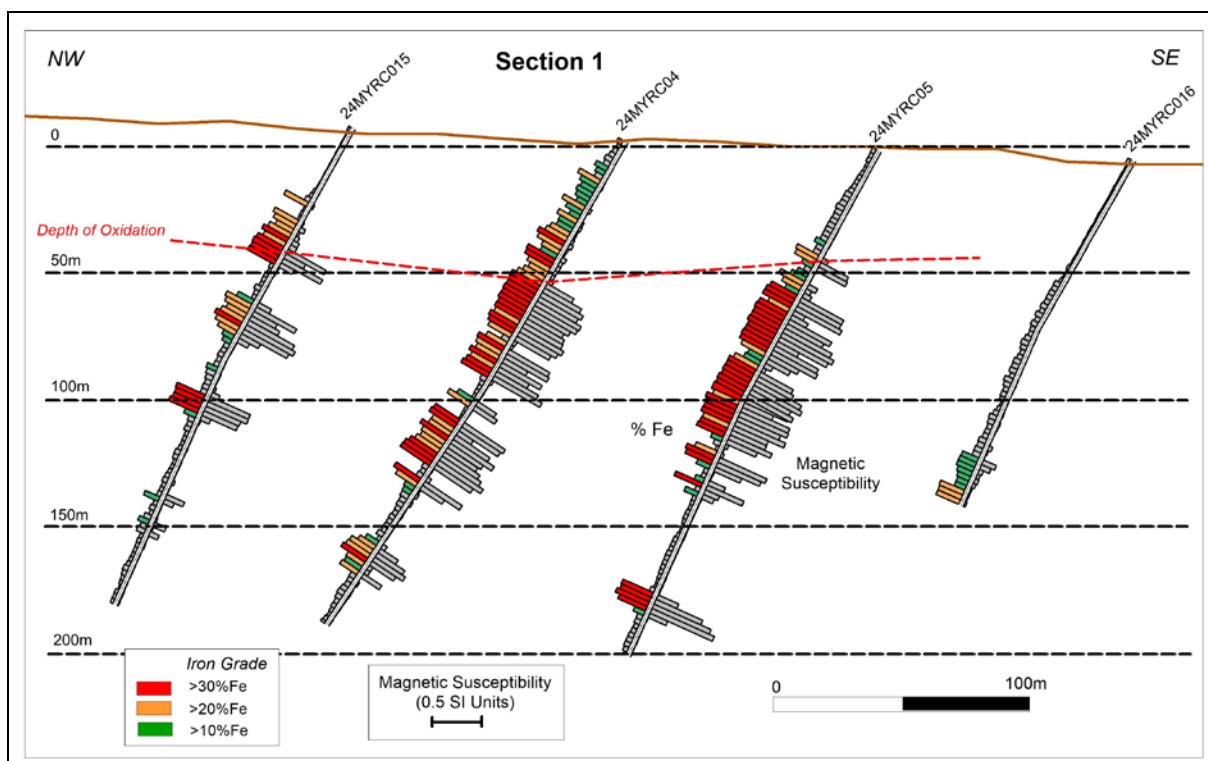 NW
Section 1
SE
24MYRC015
24MYRC04
24MYRC05
24MYRC016
0
Depth of Oxidation
50m
100m
% Fe
Magnetic
Susceptibility
150m
200m
Iron Grade
>30%Fe
>20%Fe
>10%Fe
Magnetic Susceptibility
(0.5 SI Units)
0
100m